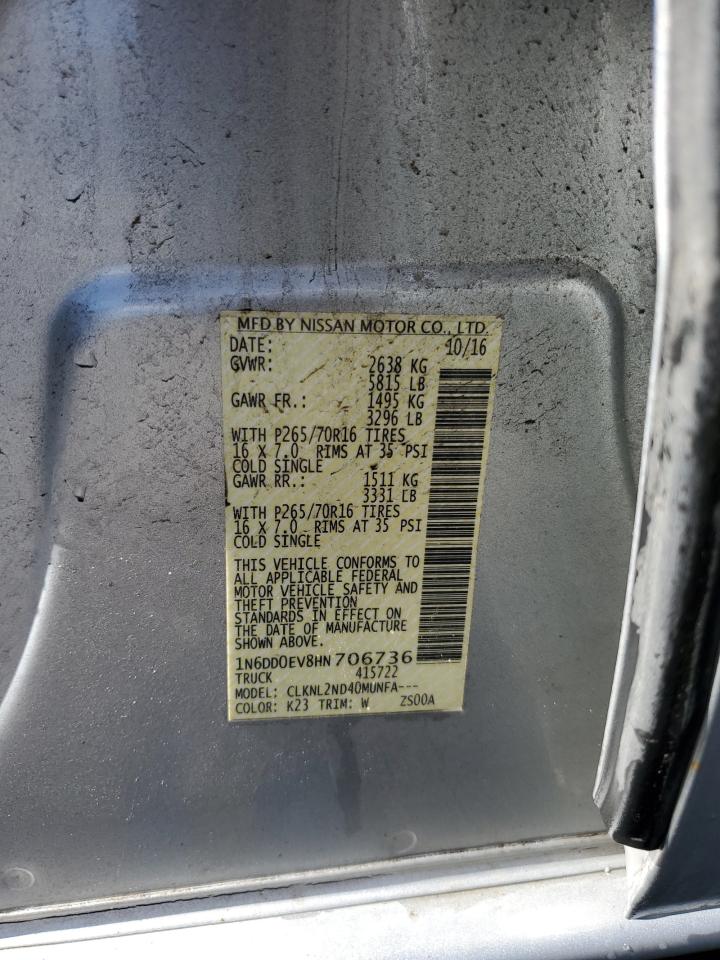 MFD BY NISSAN MOTOR CO., LTD.
DATE: 10/16
GVWR: 2638 KG
5815 LB
GAWR FR.: 1495 KG
3296 LB
WITH P265/70R16 TIRES
16 X 7.0 RIMS AT 35 PSI
COLD SINGLE
GAWR RR.: 1511 KG
3331 LB
WITH P265/70R16 TIRES
16 X 7.0 RIMS AT 35 PSI
COLD SINGLE
THIS VEHICLE CONFORMS TO
ALL APPLICABLE FEDERAL
MOTOR VEHICLE SAFETY AND
THEFT PREVENTION
STANDARDS IN EFFECT ON
THE DATE OF MANUFACTURE
SHOWN ABOVE.
1N6DD0EV8HN 706736
TRUCK 415722
MODEL: CLKNL2ND40MUNFA---
COLOR: K23 TRIM: W ZS00A